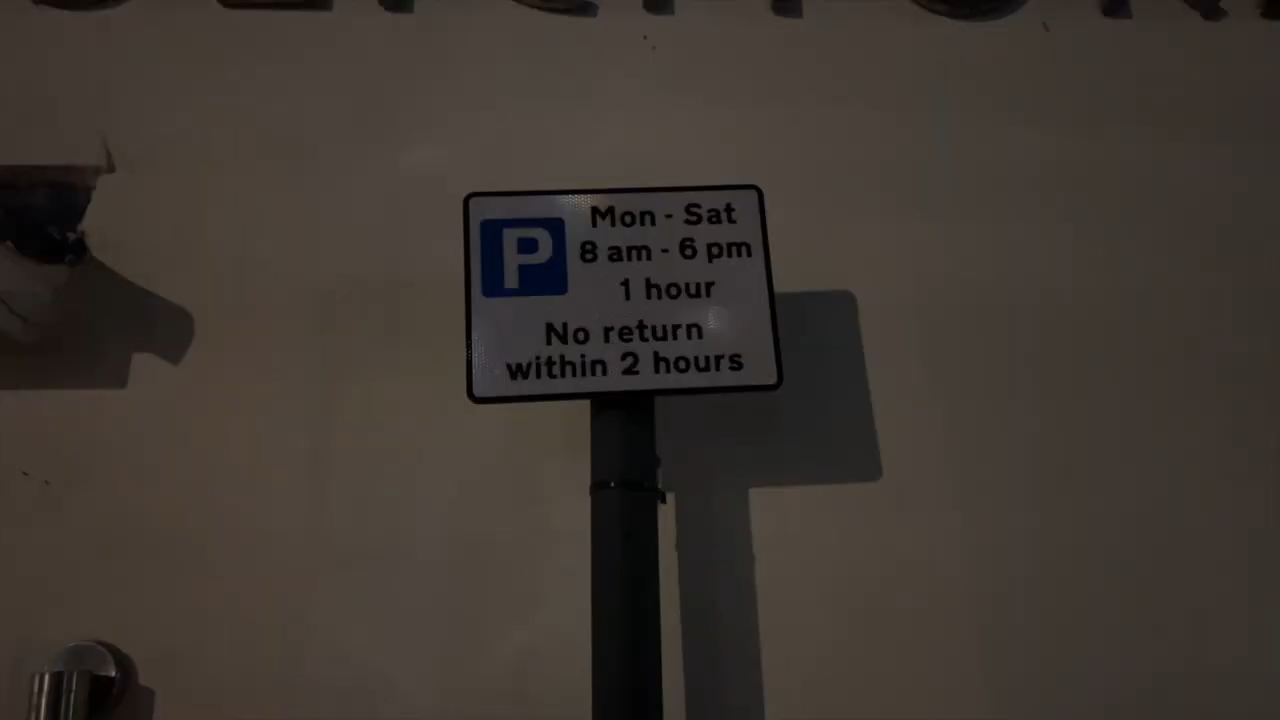 P
Mon - Sat
8 am - 6 pm
1 hour
No return
within 2 hours